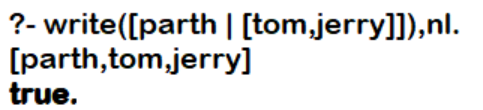 ?- write([parth | [tom,jerry]]),nl.
[parth,tom,jerry]
true.